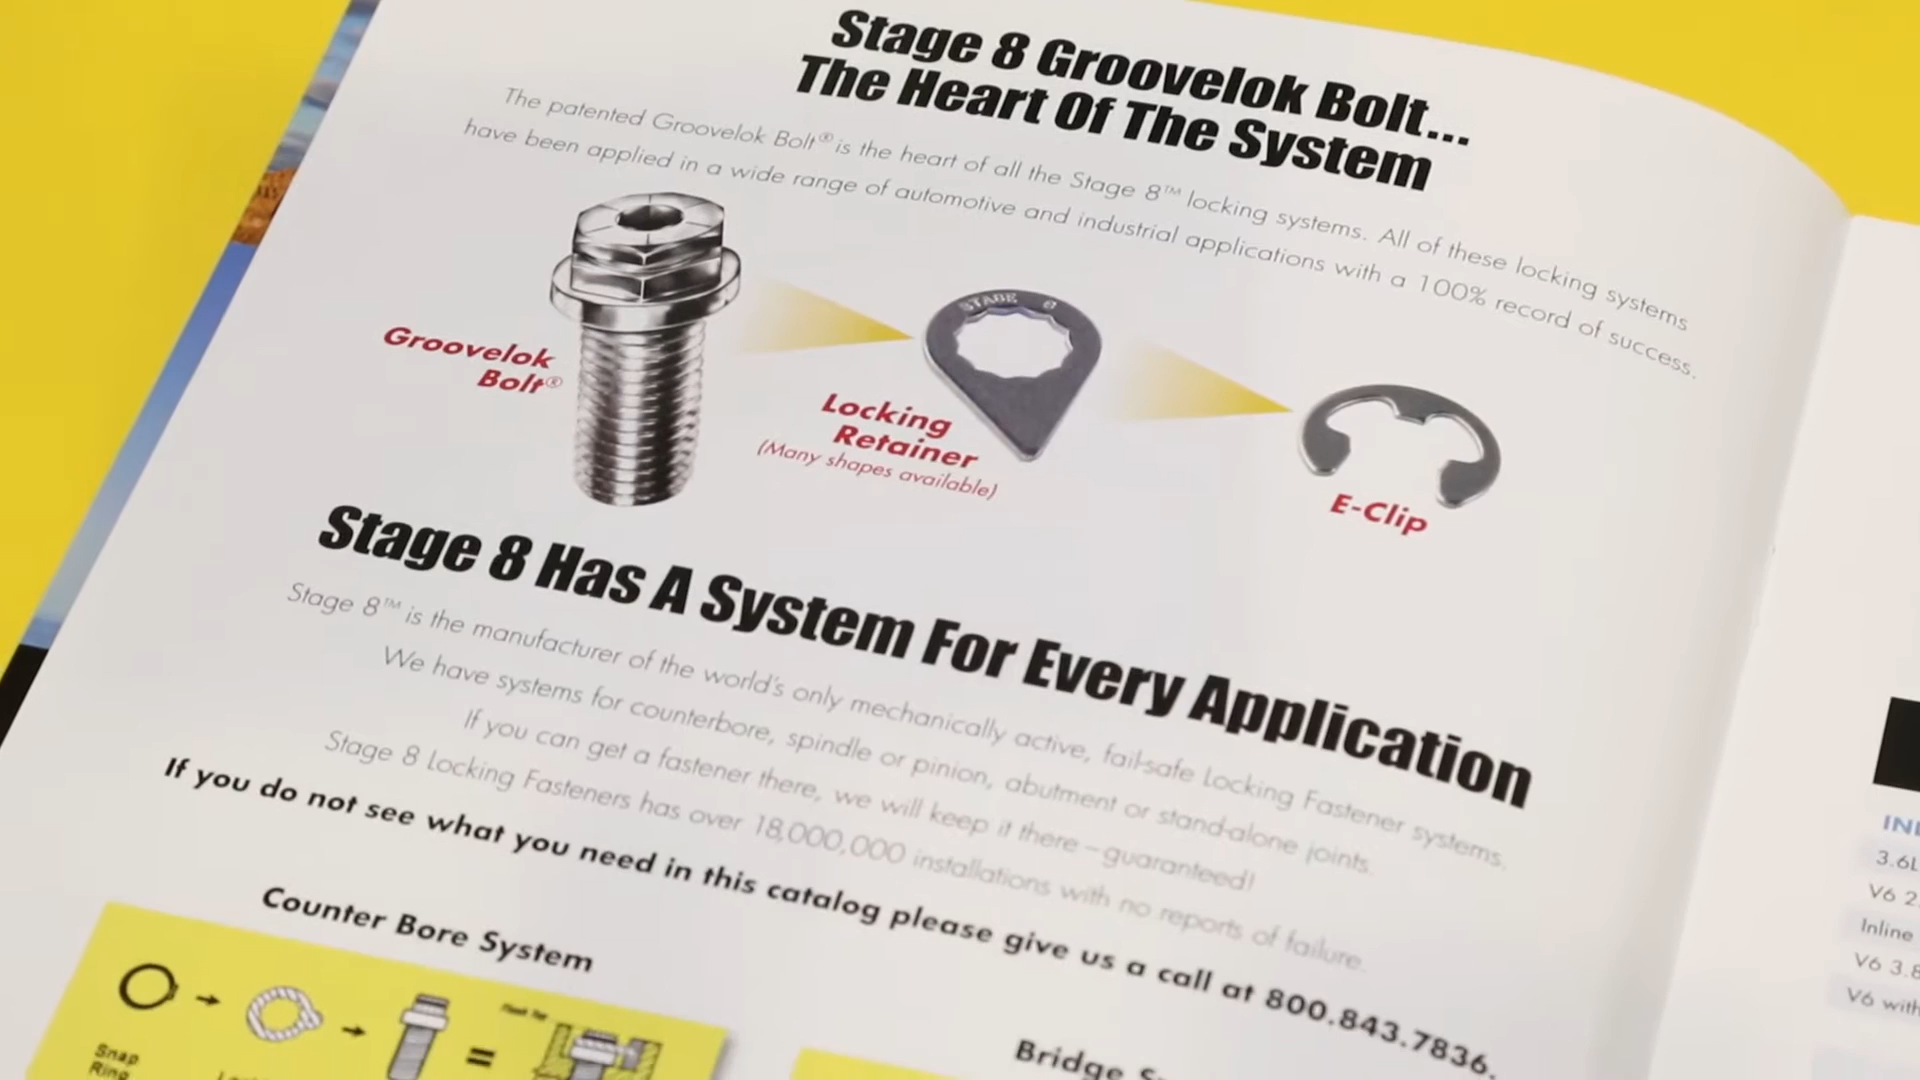 Stage 8 Groovelok Bolt...
The Heart Of The System
The patented Groovelok Bolt® is the heart of all the Stage 8™ locking systems. All of these locking systems
have been applied in a wide range of automotive and industrial applications with a 100% record of success.
STAGE 8
Groovelok
Bolt®
Locking
Retainer
(Many shapes available)
E-Clip
Stage 8 Has A System For Every Application
Stage 8™ is the manufacturer of the world's only mechanically active, fail-safe Locking Fastener systems.
We have systems for counterbore, spindle or pinion, abutment or stand-alone joints.
If you can get a fastener there, we will keep it there – guaranteed!
Stage 8 Locking Fasteners has over 18,000,000 installations with no reports of failure.
If you do not see what you need in this catalog please give us a call at 800.843.7836.
Counter Bore System
Snap
Ring
=
Bridge
3.6L
V6 2
Inline
V6 3.8
V6 with